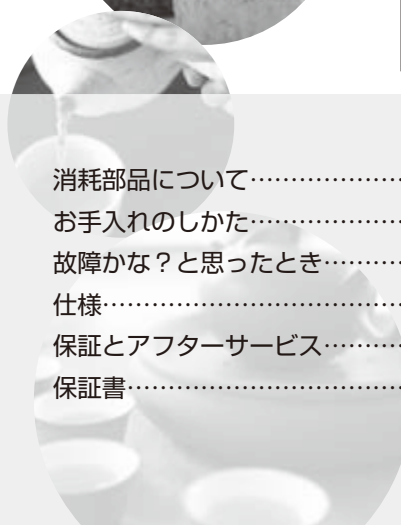 消耗部品について…………………
お手入れのしかた…………………
故障かな？と思ったとき…………
仕様…………………………………
保証とアフターサービス…………
保証書………………………………